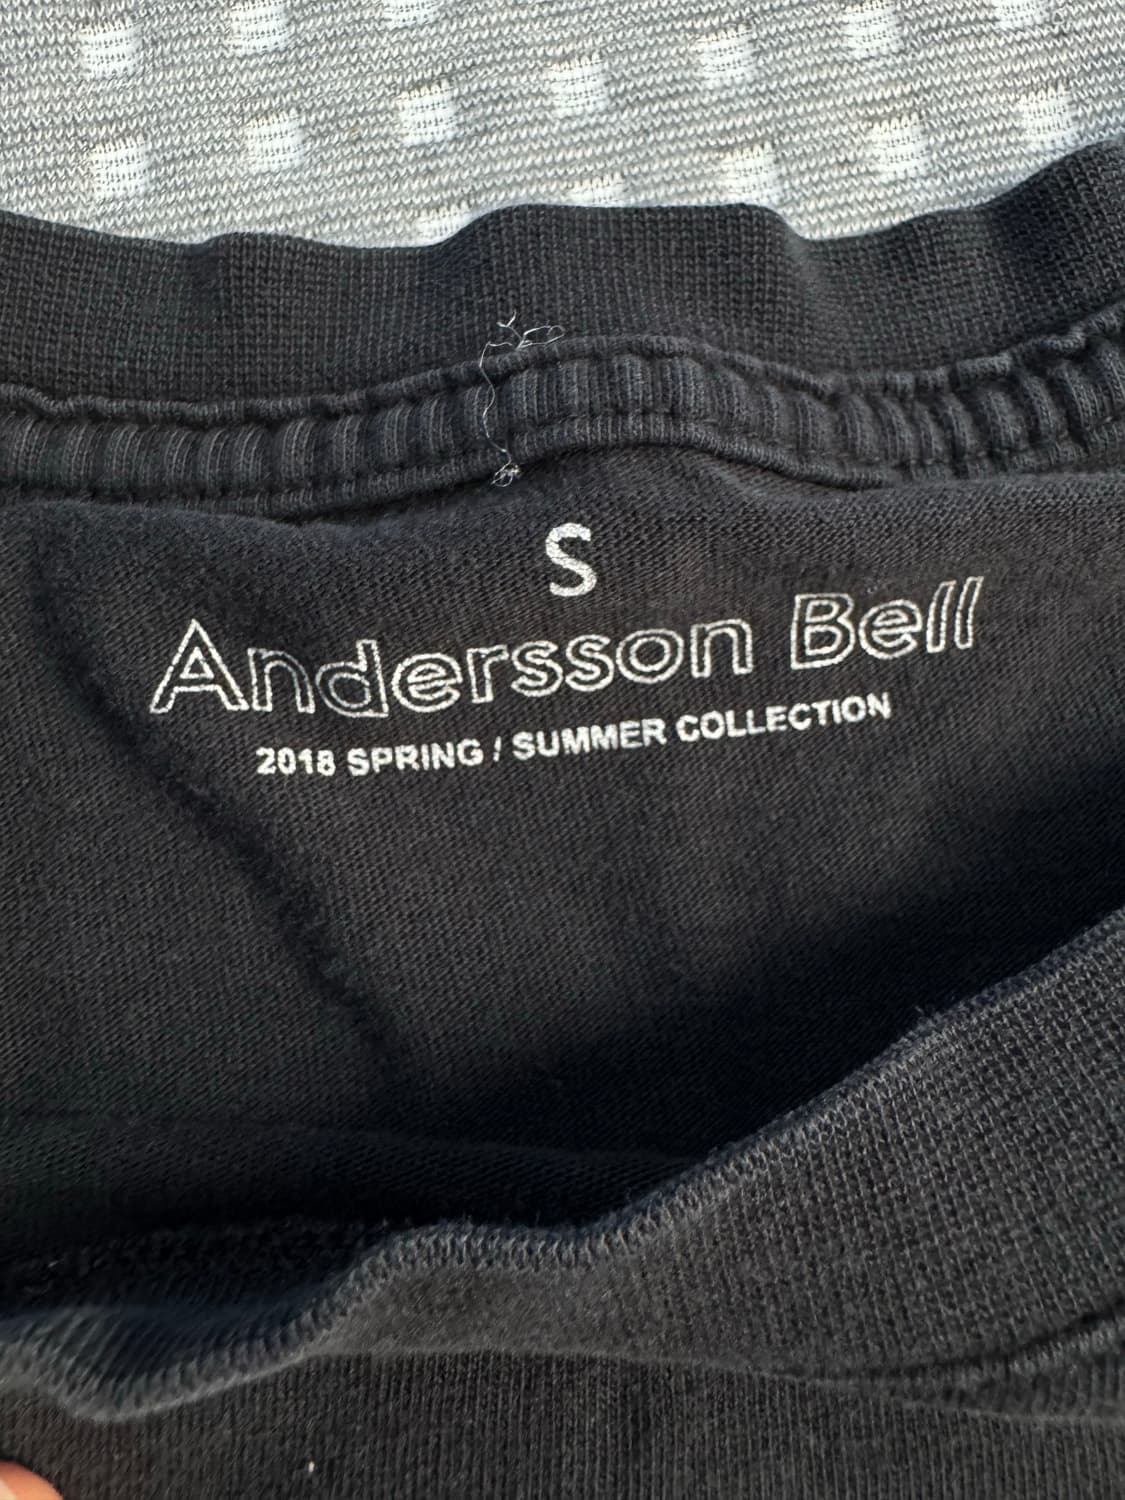 S
Andersson Bell
2018 SPRING / SUMMER COLLECTION